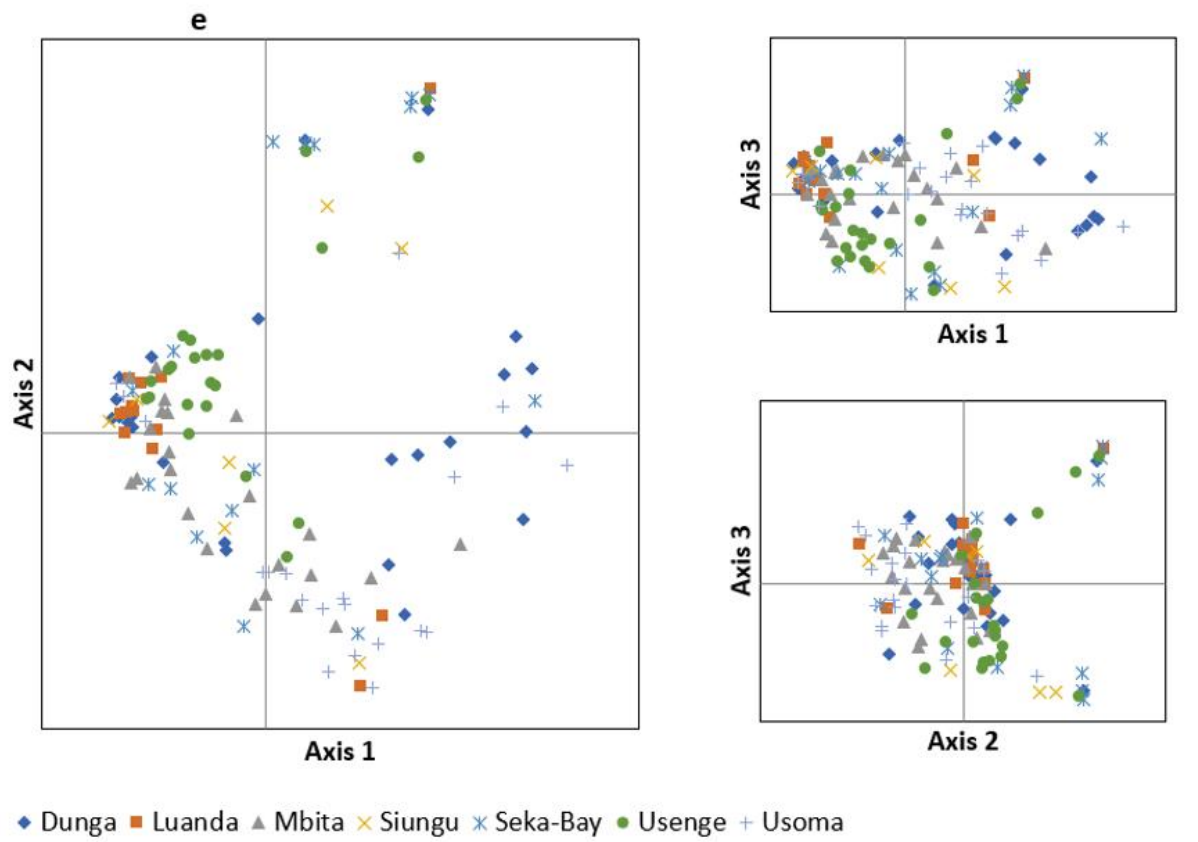 e
Axis 2
Axis 1
Axis 3
Axis 1
Axis 3
Axis 2
Dunga Luanda Mbita Siungu Seka-Bay Usenge Usoma